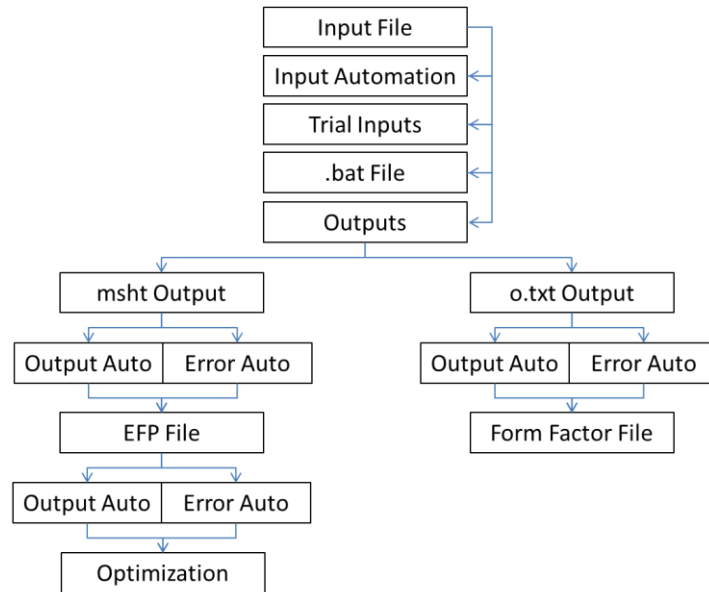 Input File
Input Automation
Trial Inputs
.bat File
Outputs
msht Output
o.txt Output
Output Auto
Error Auto
Output Auto
Error Auto
EFP File
Form Factor File
Output Auto
Error Auto
Optimization